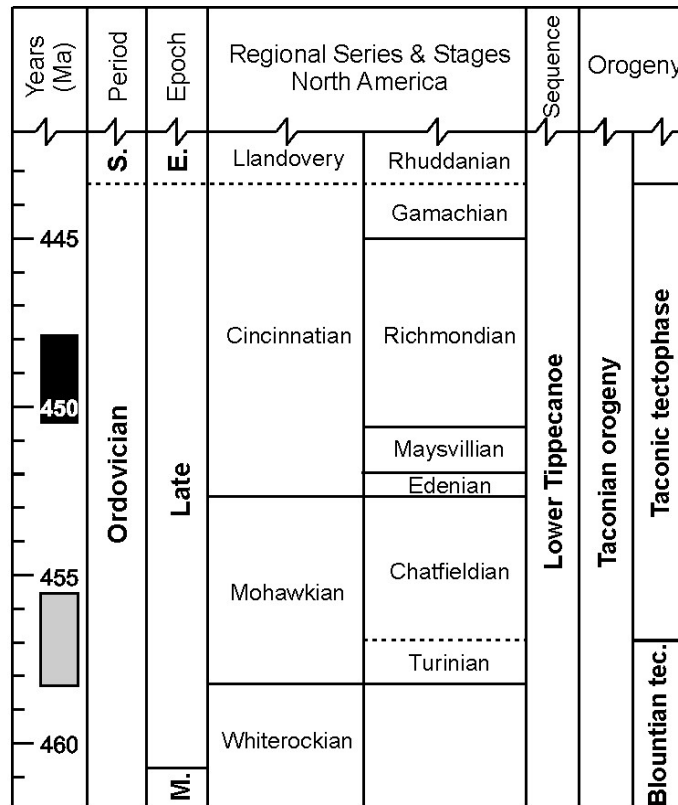 Years
(Ma)
Period
Epoch
Regional Series & Stages
North America
Sequence
Orogeny
S.
E.
Llandovery
Rhuddanian
Gamachian
445
Cincinnatian
Richmondian
450
Maysvillian
Edenian
Ordovician
Late
Lower Tippecanoe
Taconian orogeny
Taconic tectophase
455
Mohawkian
Chatfieldian
Turinian
460
Whiterockian
M.
Blountian tec.